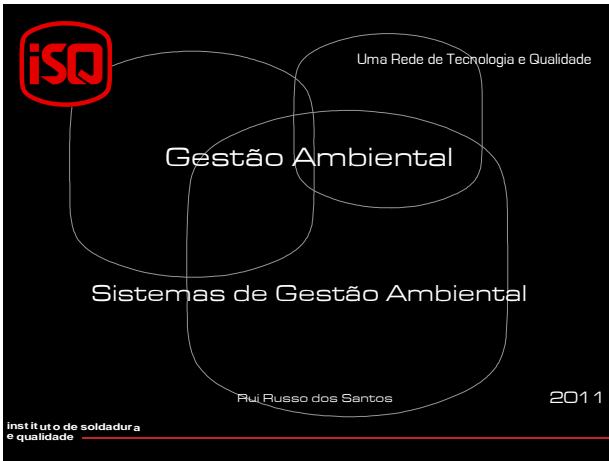 iSQ
Uma Rede de Tecnologia e Qualidade
Gestão Ambiental
Sistemas de Gestão Ambiental
Rui Russo dos Santos
2011
instituto de soldadura
e qualidade